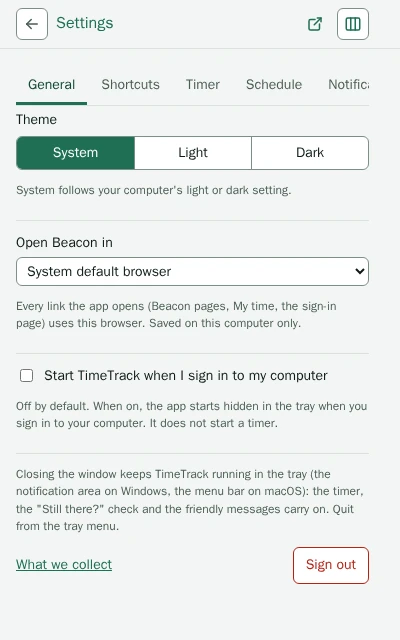 Settings
General Shortcuts Timer Schedule Notifica
Theme
System Light Dark
System follows your computer's light or dark setting.
Open Beacon in
System default browser
Every link the app opens (Beacon pages, My time, the sign-in
page) uses this browser. Saved on this computer only.
Start TimeTrack when I sign in to my computer
Off by default. When on, the app starts hidden in the tray when you
sign in to your computer. It does not start a timer.
Closing the window keeps TimeTrack running in the tray (the
notification area on Windows, the menu bar on macOS): the timer,
the "Still there?" check and the friendly messages carry on. Quit
from the tray menu.
What we collect Sign out